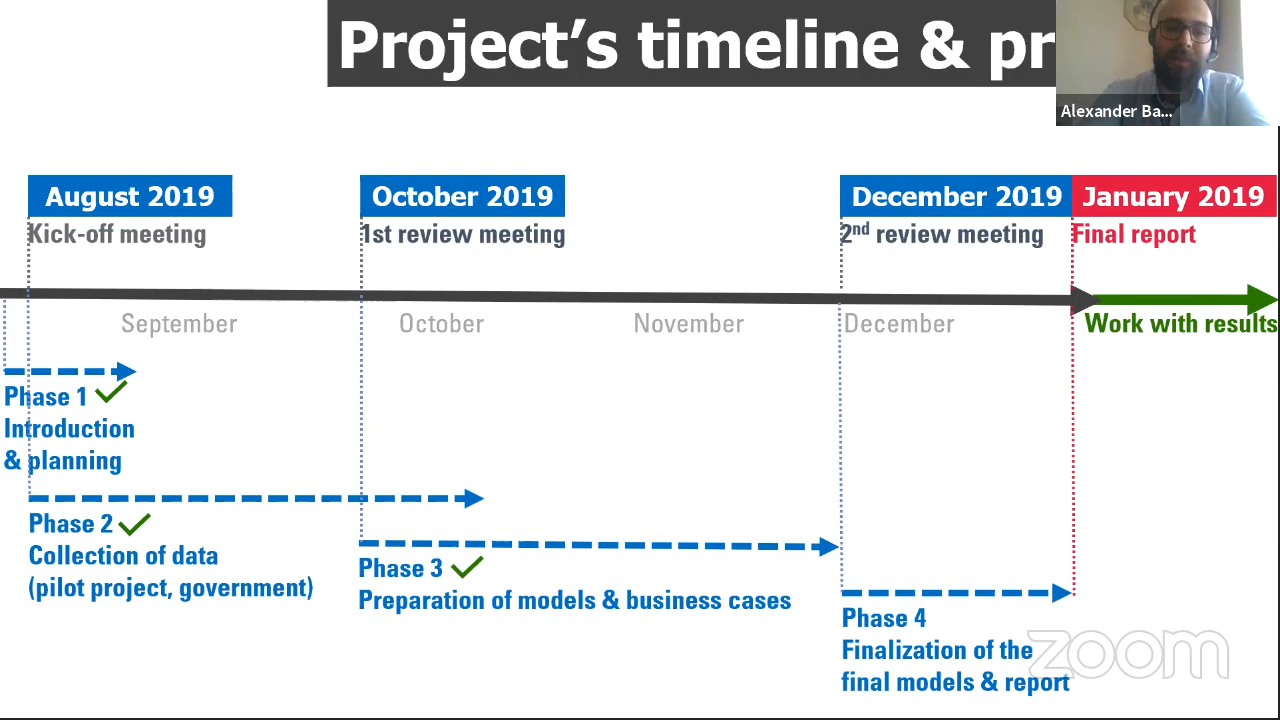 Project’s timeline & pr
Alexander Ba...
August 2019
October 2019
December 2019
January 2019
Kick-off meeting
1st review meeting
2nd review meeting
Final report
September
October
November
December
Work with results
Phase 1
Introduction
& planning
Phase 2
Collection of data
(pilot project, government)
Phase 3
Preparation of models & business cases
Phase 4
Finalization of the
final models & report
zoom